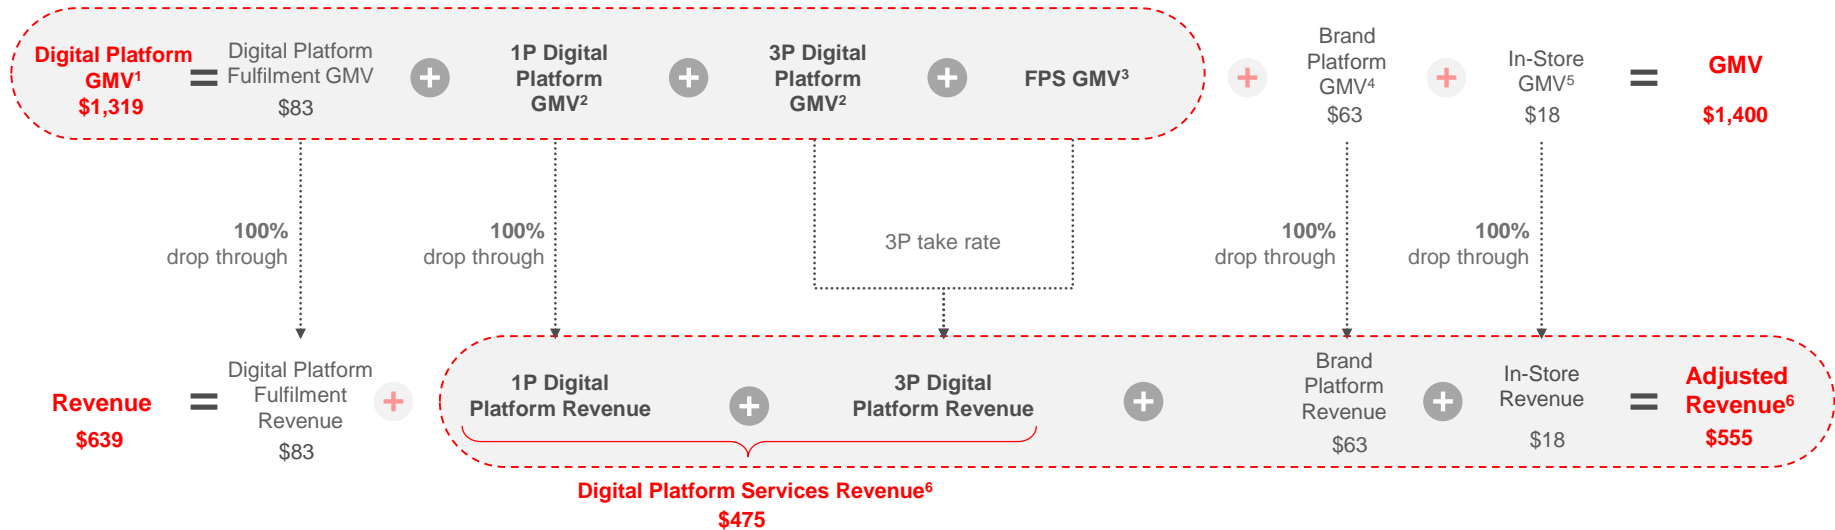 Digital Platform
GMV¹
$1,319
=
Digital Platform
Fulfilment GMV
$83
+
1P Digital
Platform
GMV²
+
3P Digital
Platform
GMV²
+
FPS GMV³
+
Brand
Platform
GMV⁴
$63
+
In-Store
GMV⁵
$18
=
GMV
$1,400
100%
drop through
100%
drop through
3P take rate
100%
drop through
100%
drop through
Revenue
$639
=
Digital Platform
Fulfilment
Revenue
$83
+
1P Digital
Platform Revenue
+
3P Digital
Platform Revenue
+
Brand
Platform
Revenue
$63
+
In-Store
Revenue
$18
=
Adjusted
Revenue⁶
$555
Digital Platform Services Revenue⁶
$475